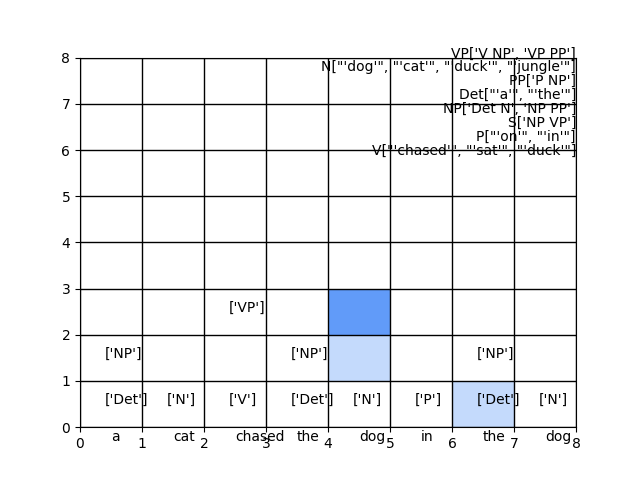 VP['V NP', 'VP PP']
N["'dog'", "'cat'", "'duck'", "'jungle'"]
PP['P NP']
Det["'a'", "'the'"]
NP['Det N', 'NP PP']
S['NP VP']
P["'on'", "'in'"]
V["'chased'", "'sat'", "'duck'"]
8
7
6
5
4
3
2
1
0
['VP']
['NP'] ['NP'] ['NP']
['Det'] ['N'] ['V'] ['Det'] ['N'] ['P'] ['Det'] ['N']
a cat chased the dog in the dog
0 1 2 3 4 5 6 7 8